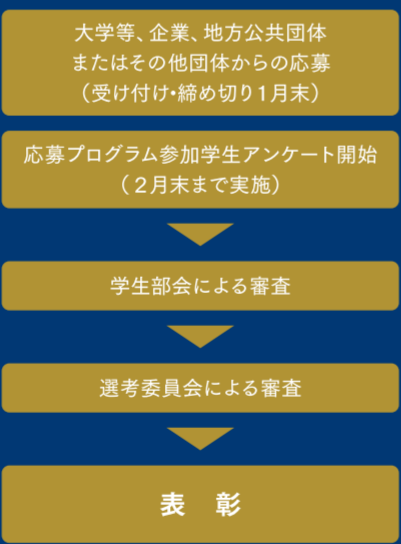 大学等、企業、地方公共団体
またはその他団体からの応募
（受け付け・締め切り1月末）
応募プログラム参加学生アンケート開始
（２月末まで実施）
学生部会による審査
選考委員会による審査
表　彰